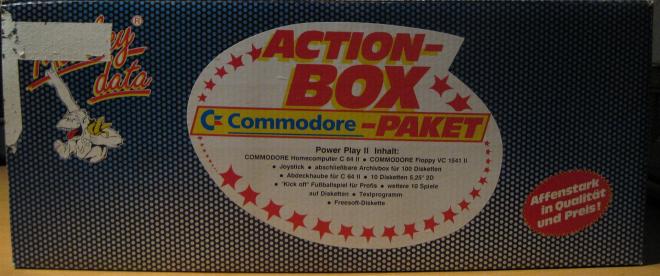 data
ACTION-
BOX
Commodore-PAKET
Power Play II Inhalt:
COMMODORE Homecomputer C 64 II • COMMODORE Floppy VC 1541 II
• Joystick • abschließbare Archivbox für 100 Disketten
• Abdeckhaube für C 64 II • 10 Disketten 5,25" 2D
• "Kick off" Fußballspiel für Profis • weitere 10 Spiele
auf Disketten • Textprogramm
• Freesoft-Diskette
Affenstark
in Qualität
und Preis!